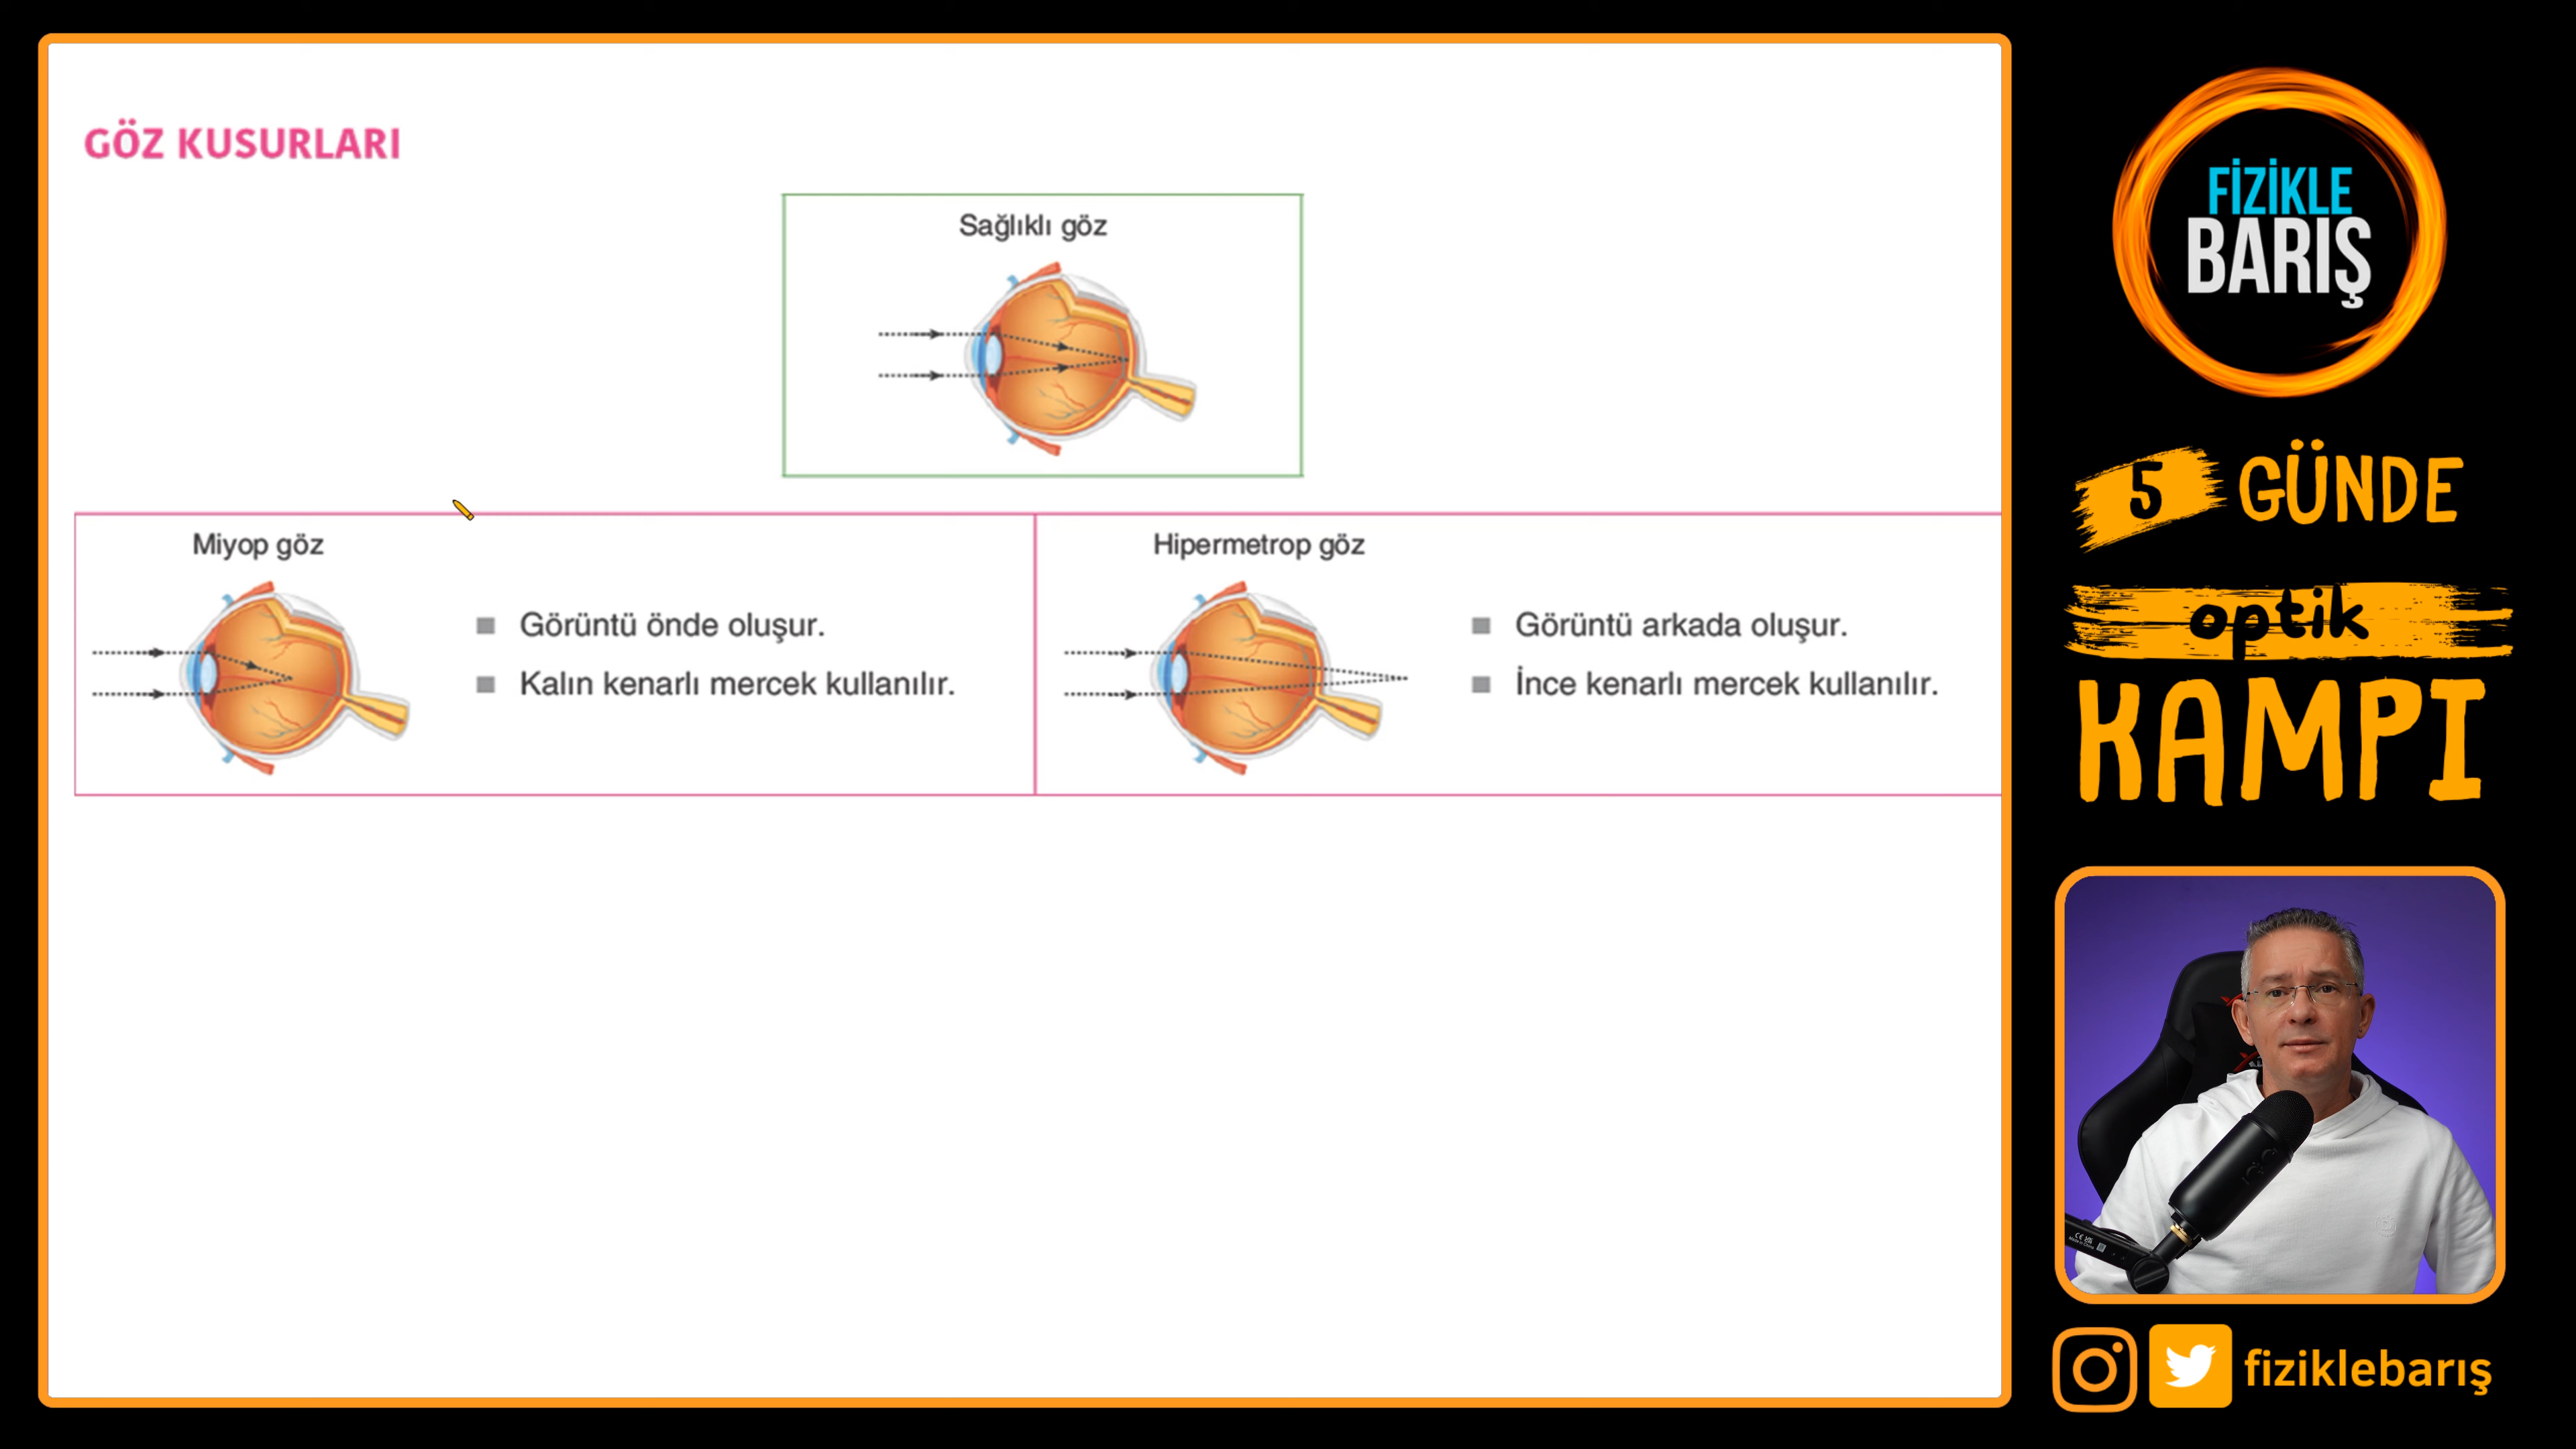 GÖZ KUSURLARI
Sağlıklı göz
Miyop göz
Görüntü önde oluşur.
Kalın kenarlı mercek kullanılır.
Hipermetrop göz
Görüntü arkada oluşur.
İnce kenarlı mercek kullanılır.
FİZİKLE
BARIŞ
5 GÜNDE
optik
KAMPI
fiziklebarış